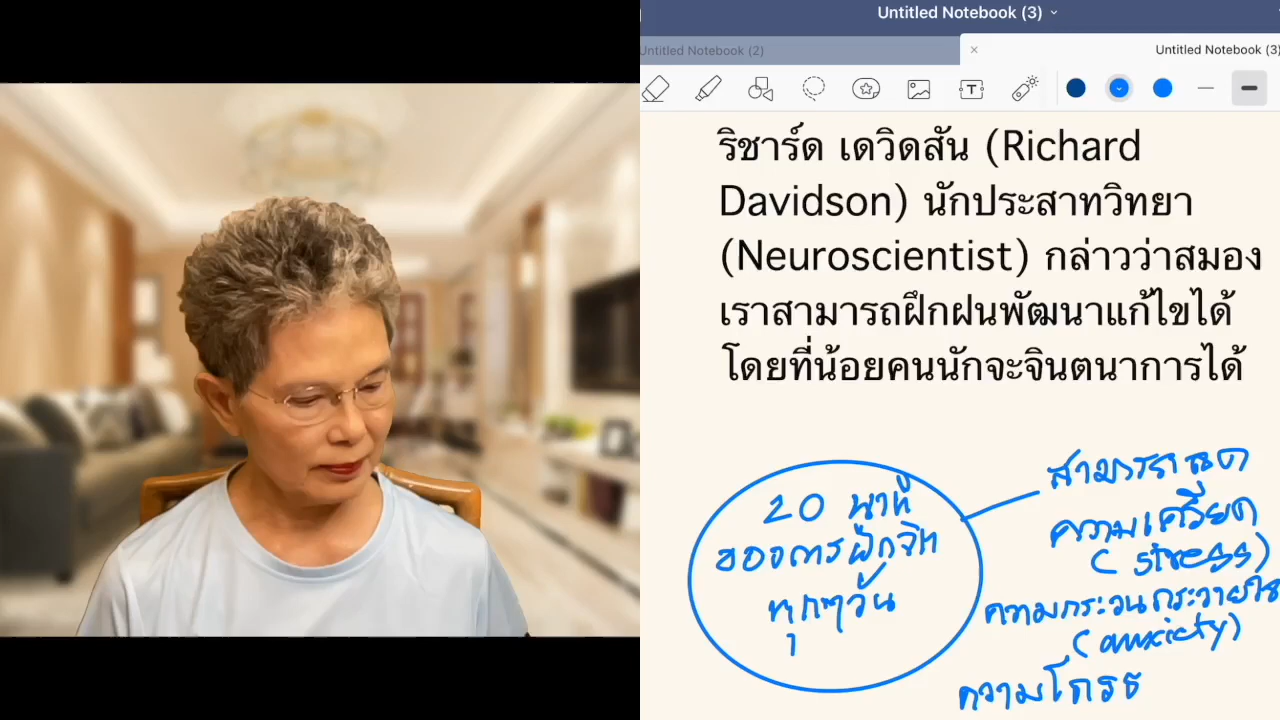 Untitled Notebook (3)
Untitled Notebook (2)
Untitled Notebook (3)
ริชาร์ด เดวิดสัน (Richard
Davidson) นักประสาทวิทยา
(Neuroscientist) กล่าวว่าสมอง
เราสามารถฝึกฝนพัฒนาแก้ไขได้
โดยที่น้อยคนนักจะจินตนาการได้
20 นาที
ของการฝึกจิต
ทุกๆวัน
สามารถลด
ความเครียด
(stress)
ความกระวนกระวายใจ
(anxiety)
ความโกรธ